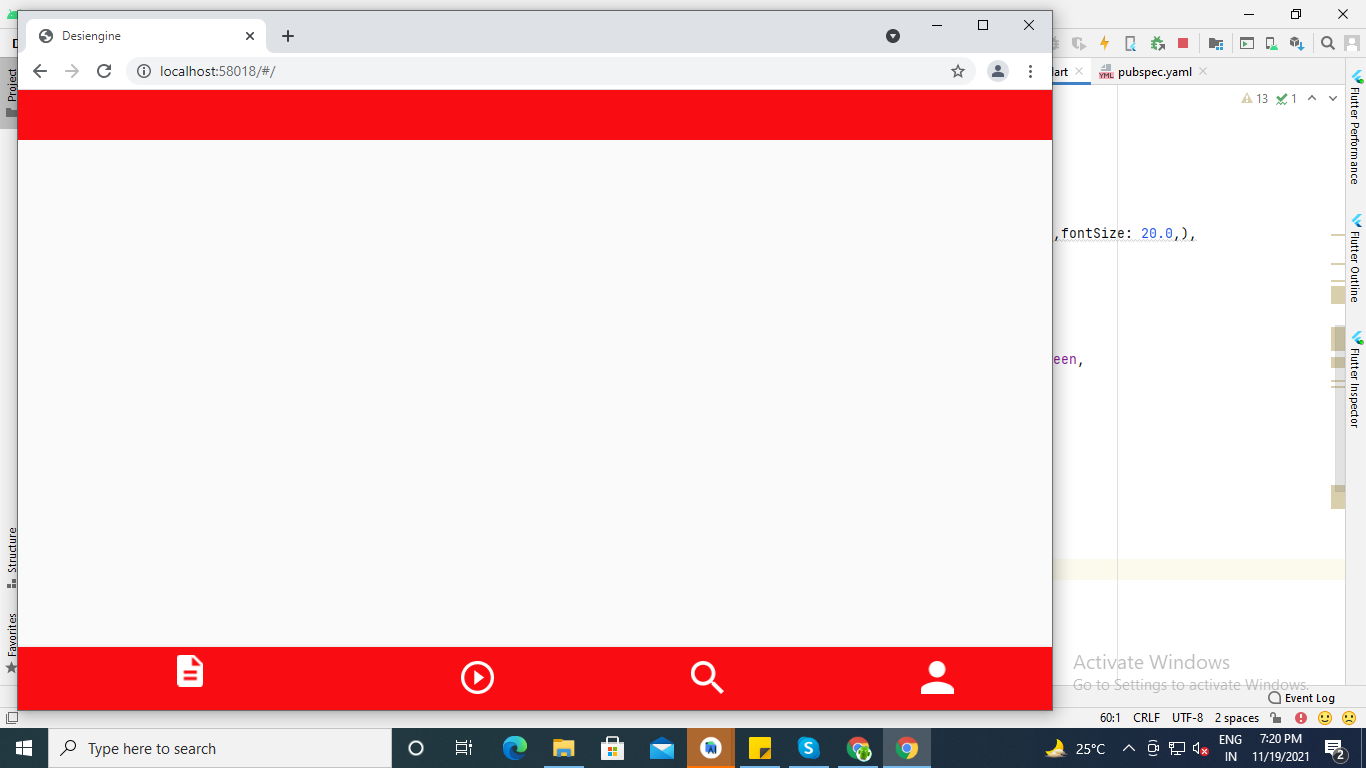 Desiengine
localhost:58018/#/
lart
pubspec.yaml
13
1
Project
Structure
Favorites
,fontSize: 20.0,),
een,
Flutter Performance
Flutter Outline
Flutter Inspector
Activate Windows
Go to Settings to activate Windows.
Event Log
60:1 CRLF UTF-8 2 spaces
Type here to search
25°C
ENG
IN
7:20 PM
11/19/2021
2